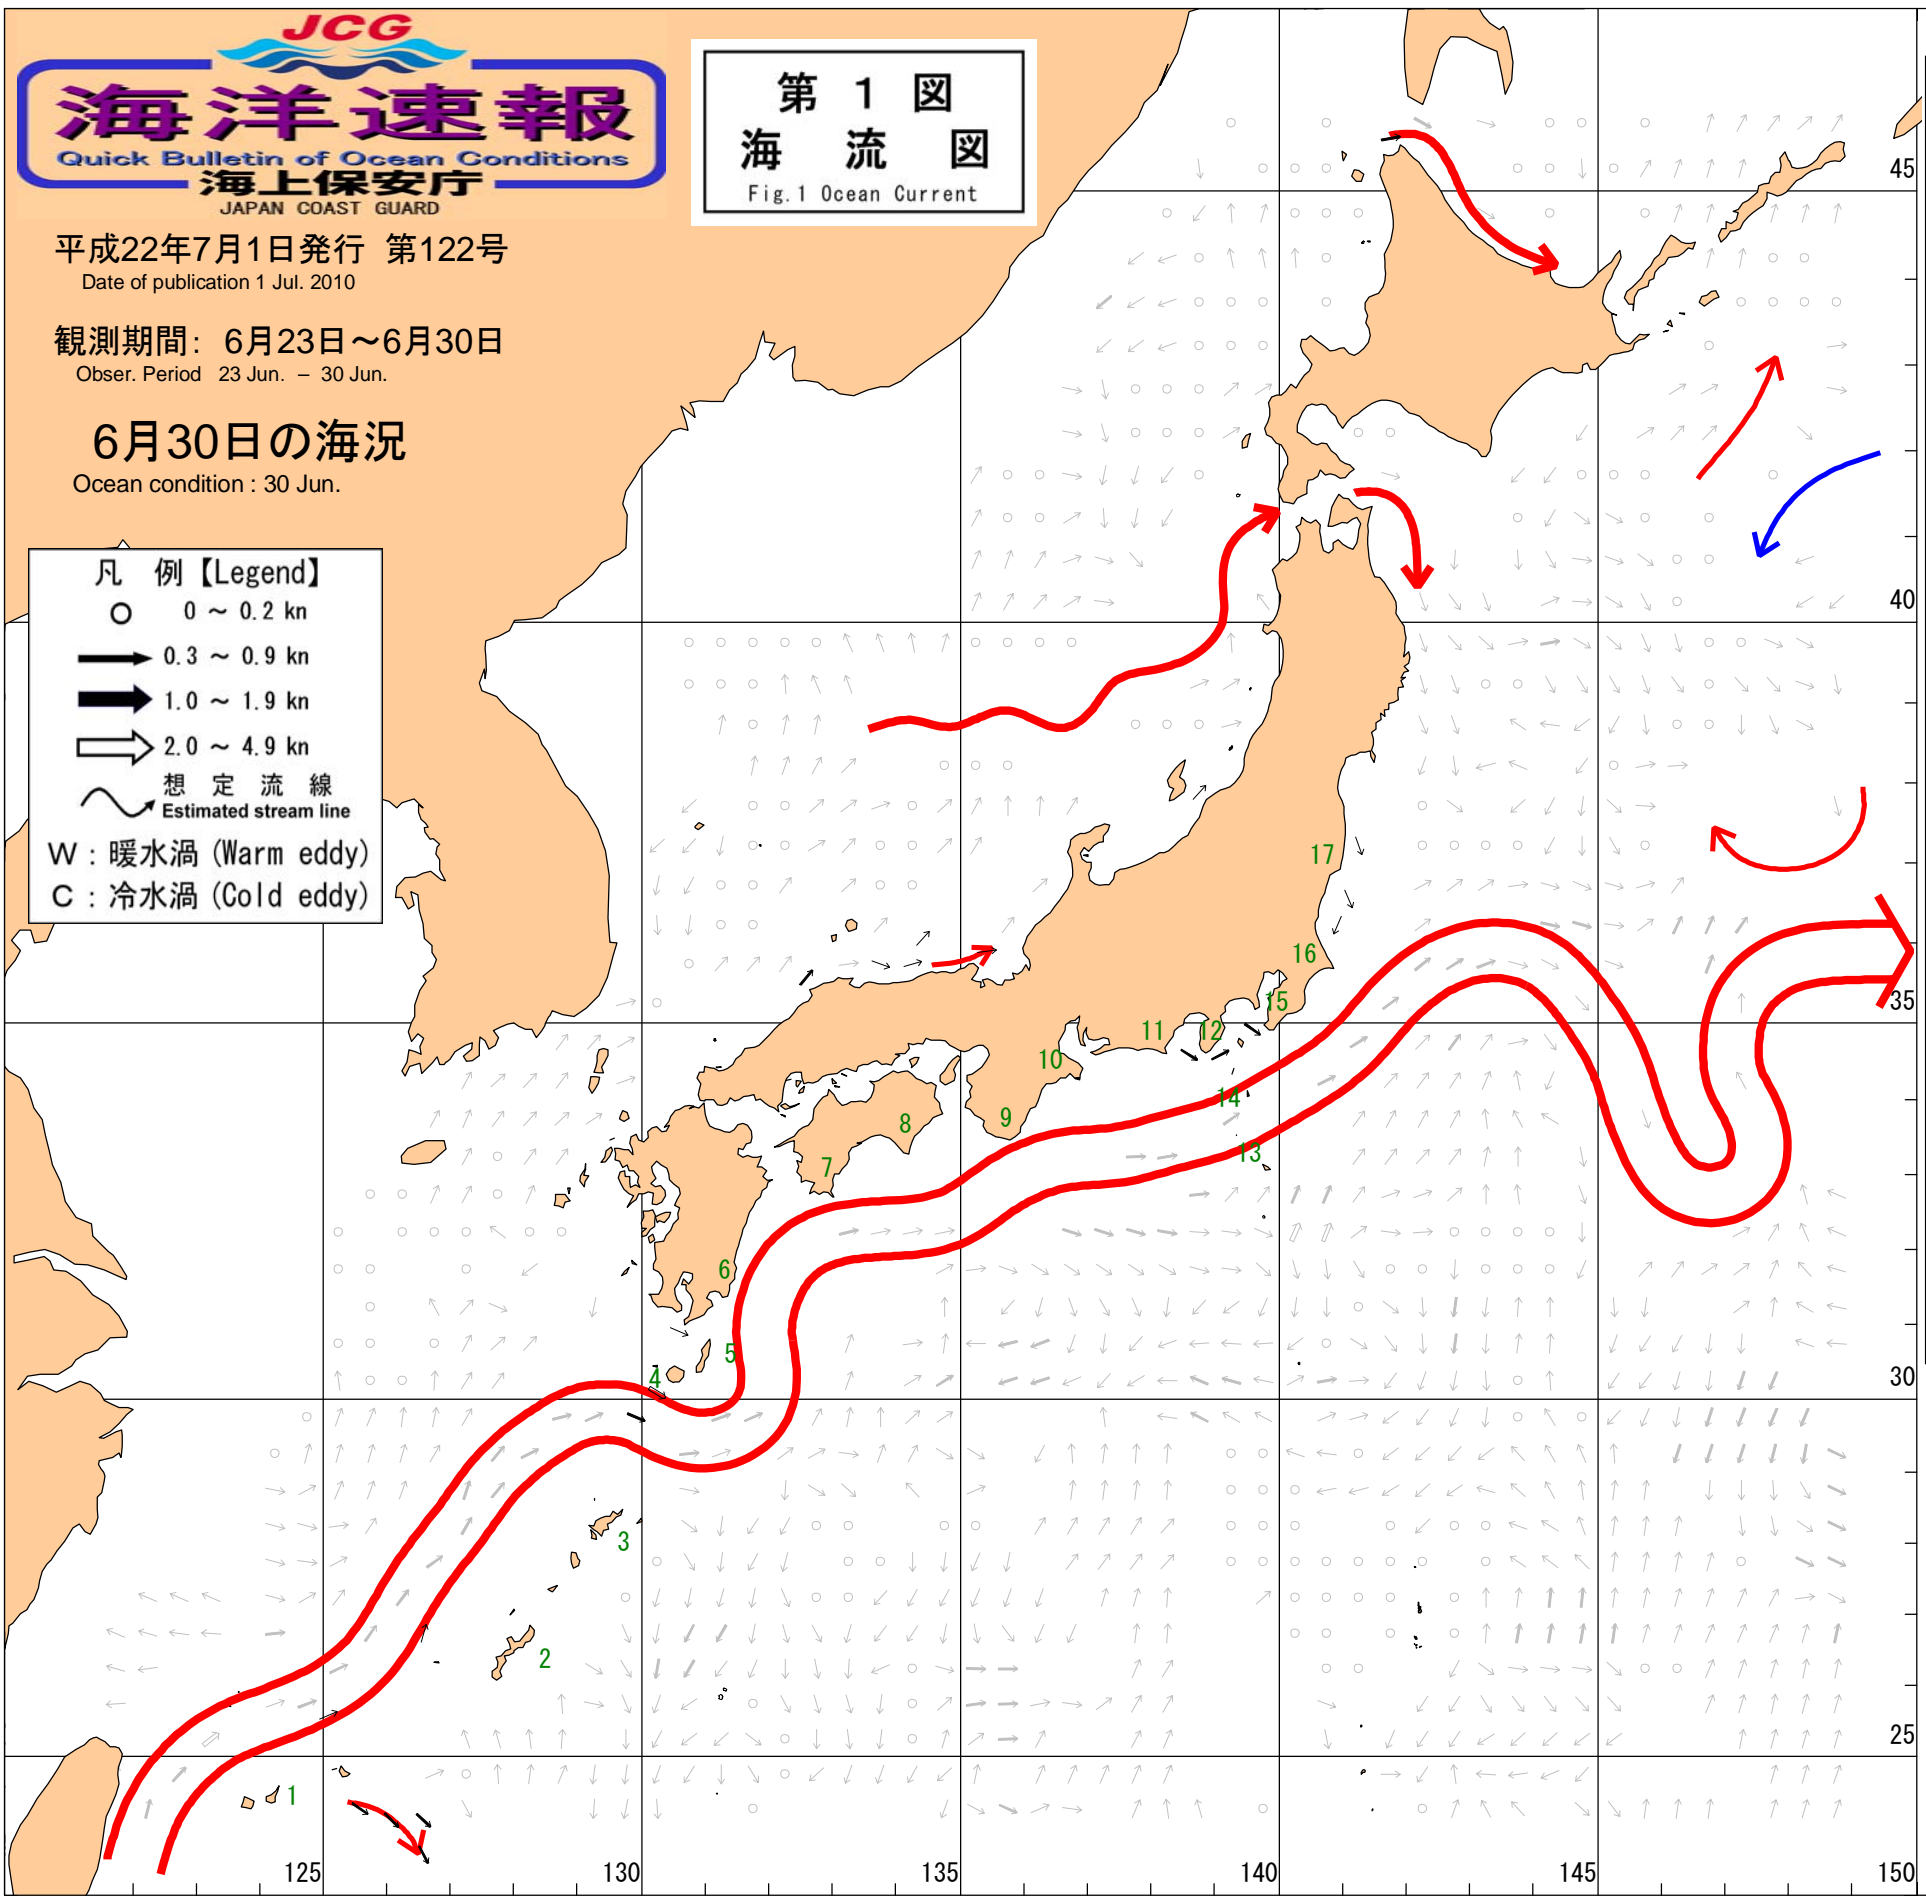 JCG
海洋速報
Quick Bulletin of Ocean Conditions
海上保安庁
JAPAN COAST GUARD
第 1 図
海 流 図
Fig.1 Ocean Current
平成22年7月1日発行 第122号
Date of publication 1 Jul. 2010
観測期間: 6月23日～6月30日
Obser. Period 23 Jun. – 30 Jun.
6月30日の海況
Ocean condition : 30 Jun.
凡 例【Legend】
0 ～ 0.2 kn
0.3 ～ 0.9 kn
1.0 ～ 1.9 kn
2.0 ～ 4.9 kn
想 定 流 線
Estimated stream line
W : 暖水渦 (Warm eddy)
C : 冷水渦 (Cold eddy)
45
40
35
30
25
17
16
15
12
11
10
14
9
13
8
7
6
5
4
3
2
1
125
130
135
140
145
150